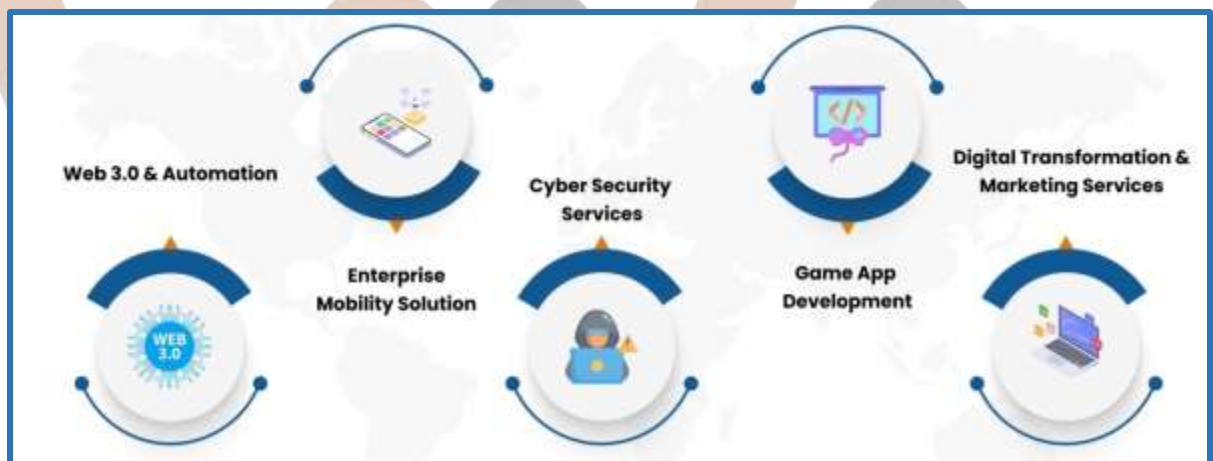 Web 3.0 & Automation
WEB
3.0
Enterprise
Mobility Solution
Cyber Security
Services
Game App
Development
Digital Transformation &
Marketing Services